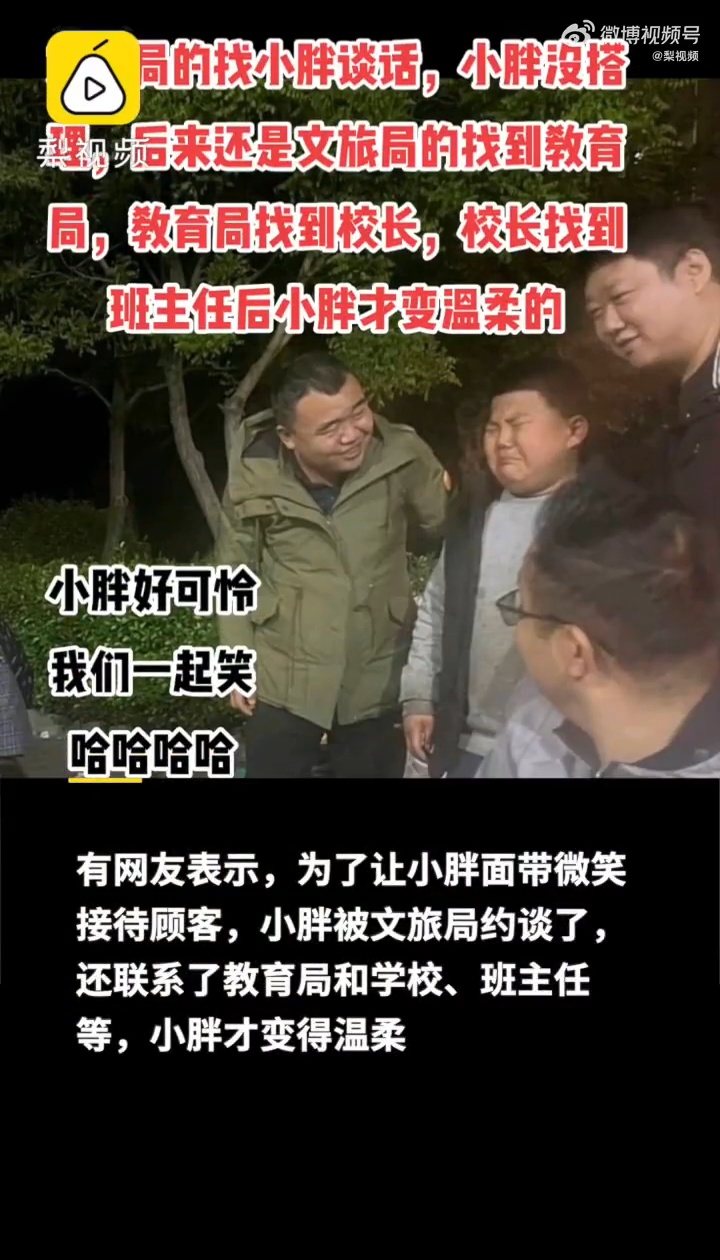 微博视频号
@梨视频
局的找小胖谈话，小胖没搭
理，后来还是文旅局的找到教育
梨视频
局，教育局找到校长，校长找到
班主任后小胖才变温柔的
小胖好可怜
我们一起笑
哈哈哈哈
有网友表示，为了让小胖面带微笑
接待顾客，小胖被文旅局约谈了，
还联系了教育局和学校、班主任
等，小胖才变得温柔